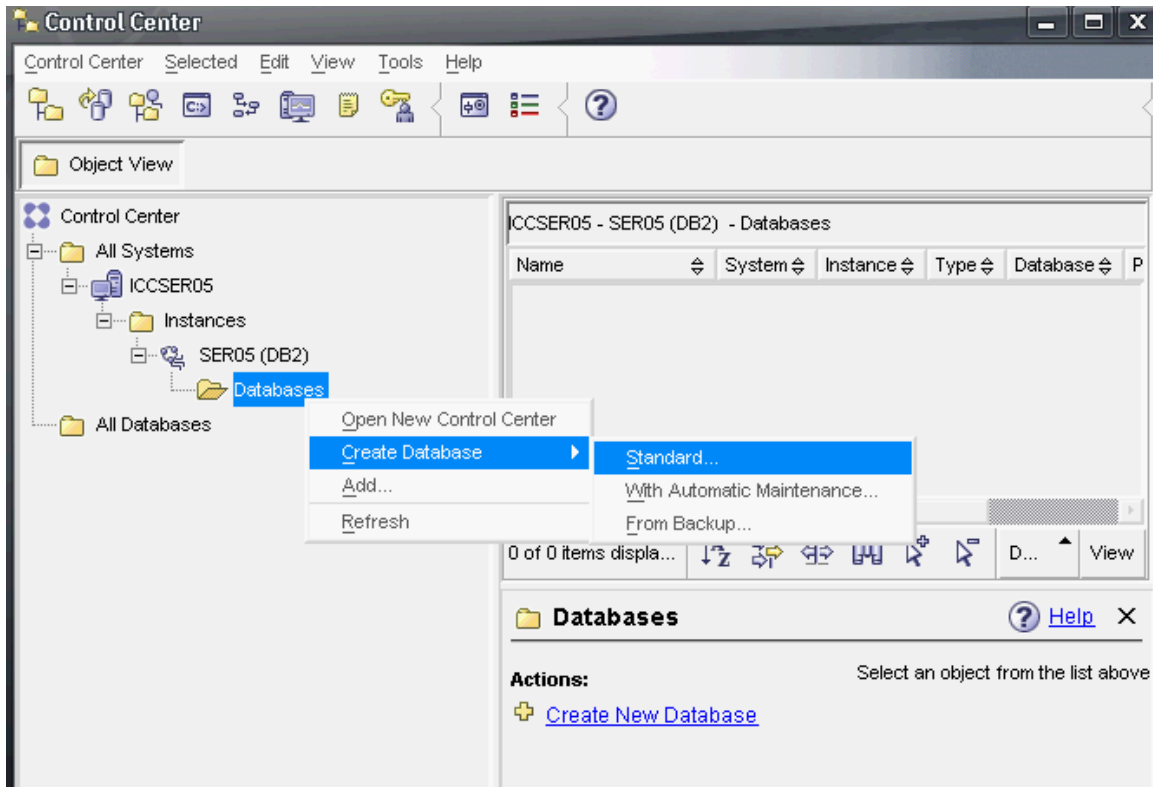 Control Center
Control Center Selected Edit View Tools Help
C:>
Object View
Control Center
All Systems
ICCSER05
Instances
SER05 (DB2)
Databases
All Databases
Open New Control Center
Create Database
Add...
Refresh
Standard...
With Automatic Maintenance...
From Backup...
ICCSER05 - SER05 (DB2) - Databases
Name System Instance Type Database P
0 of 0 items displa... D... View
Databases Help
Actions: Select an object from the list above
Create New Database